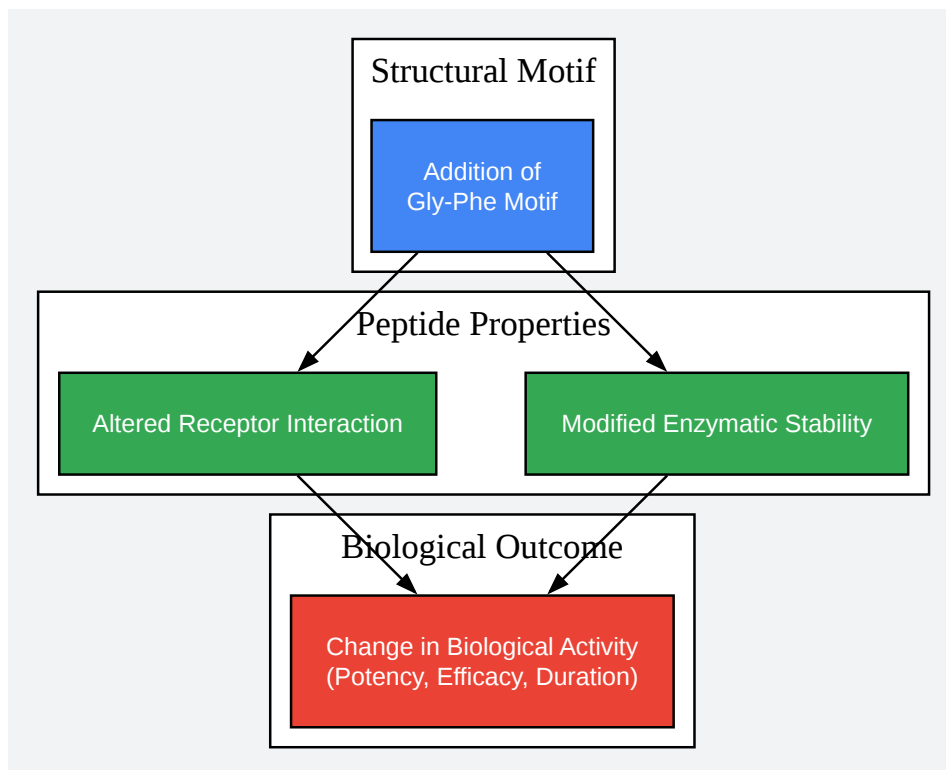 Structural Motif
Addition of
Gly-Phe Motif
Peptide Properties
Altered Receptor Interaction
Modified Enzymatic Stability
Biological Outcome
Change in Biological Activity
(Potency, Efficacy, Duration)